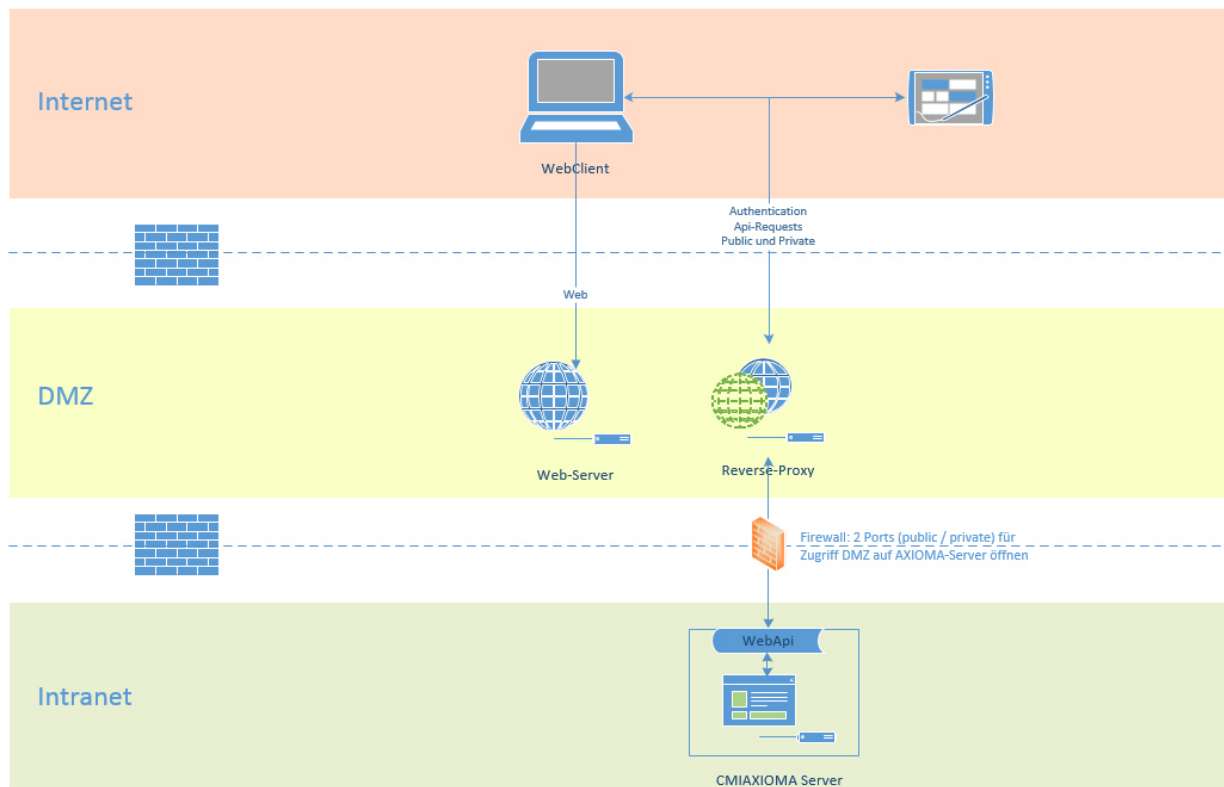 Internet
WebClient
Authentication
Api-Requests
Public und Private
Web
DMZ
Web-Server
Reverse-Proxy
Firewall: 2 Ports (public / private) für
Zugriff DMZ auf AXIOMA-Server öffnen
WebApi
Intranet
CMIAXIOMA Server